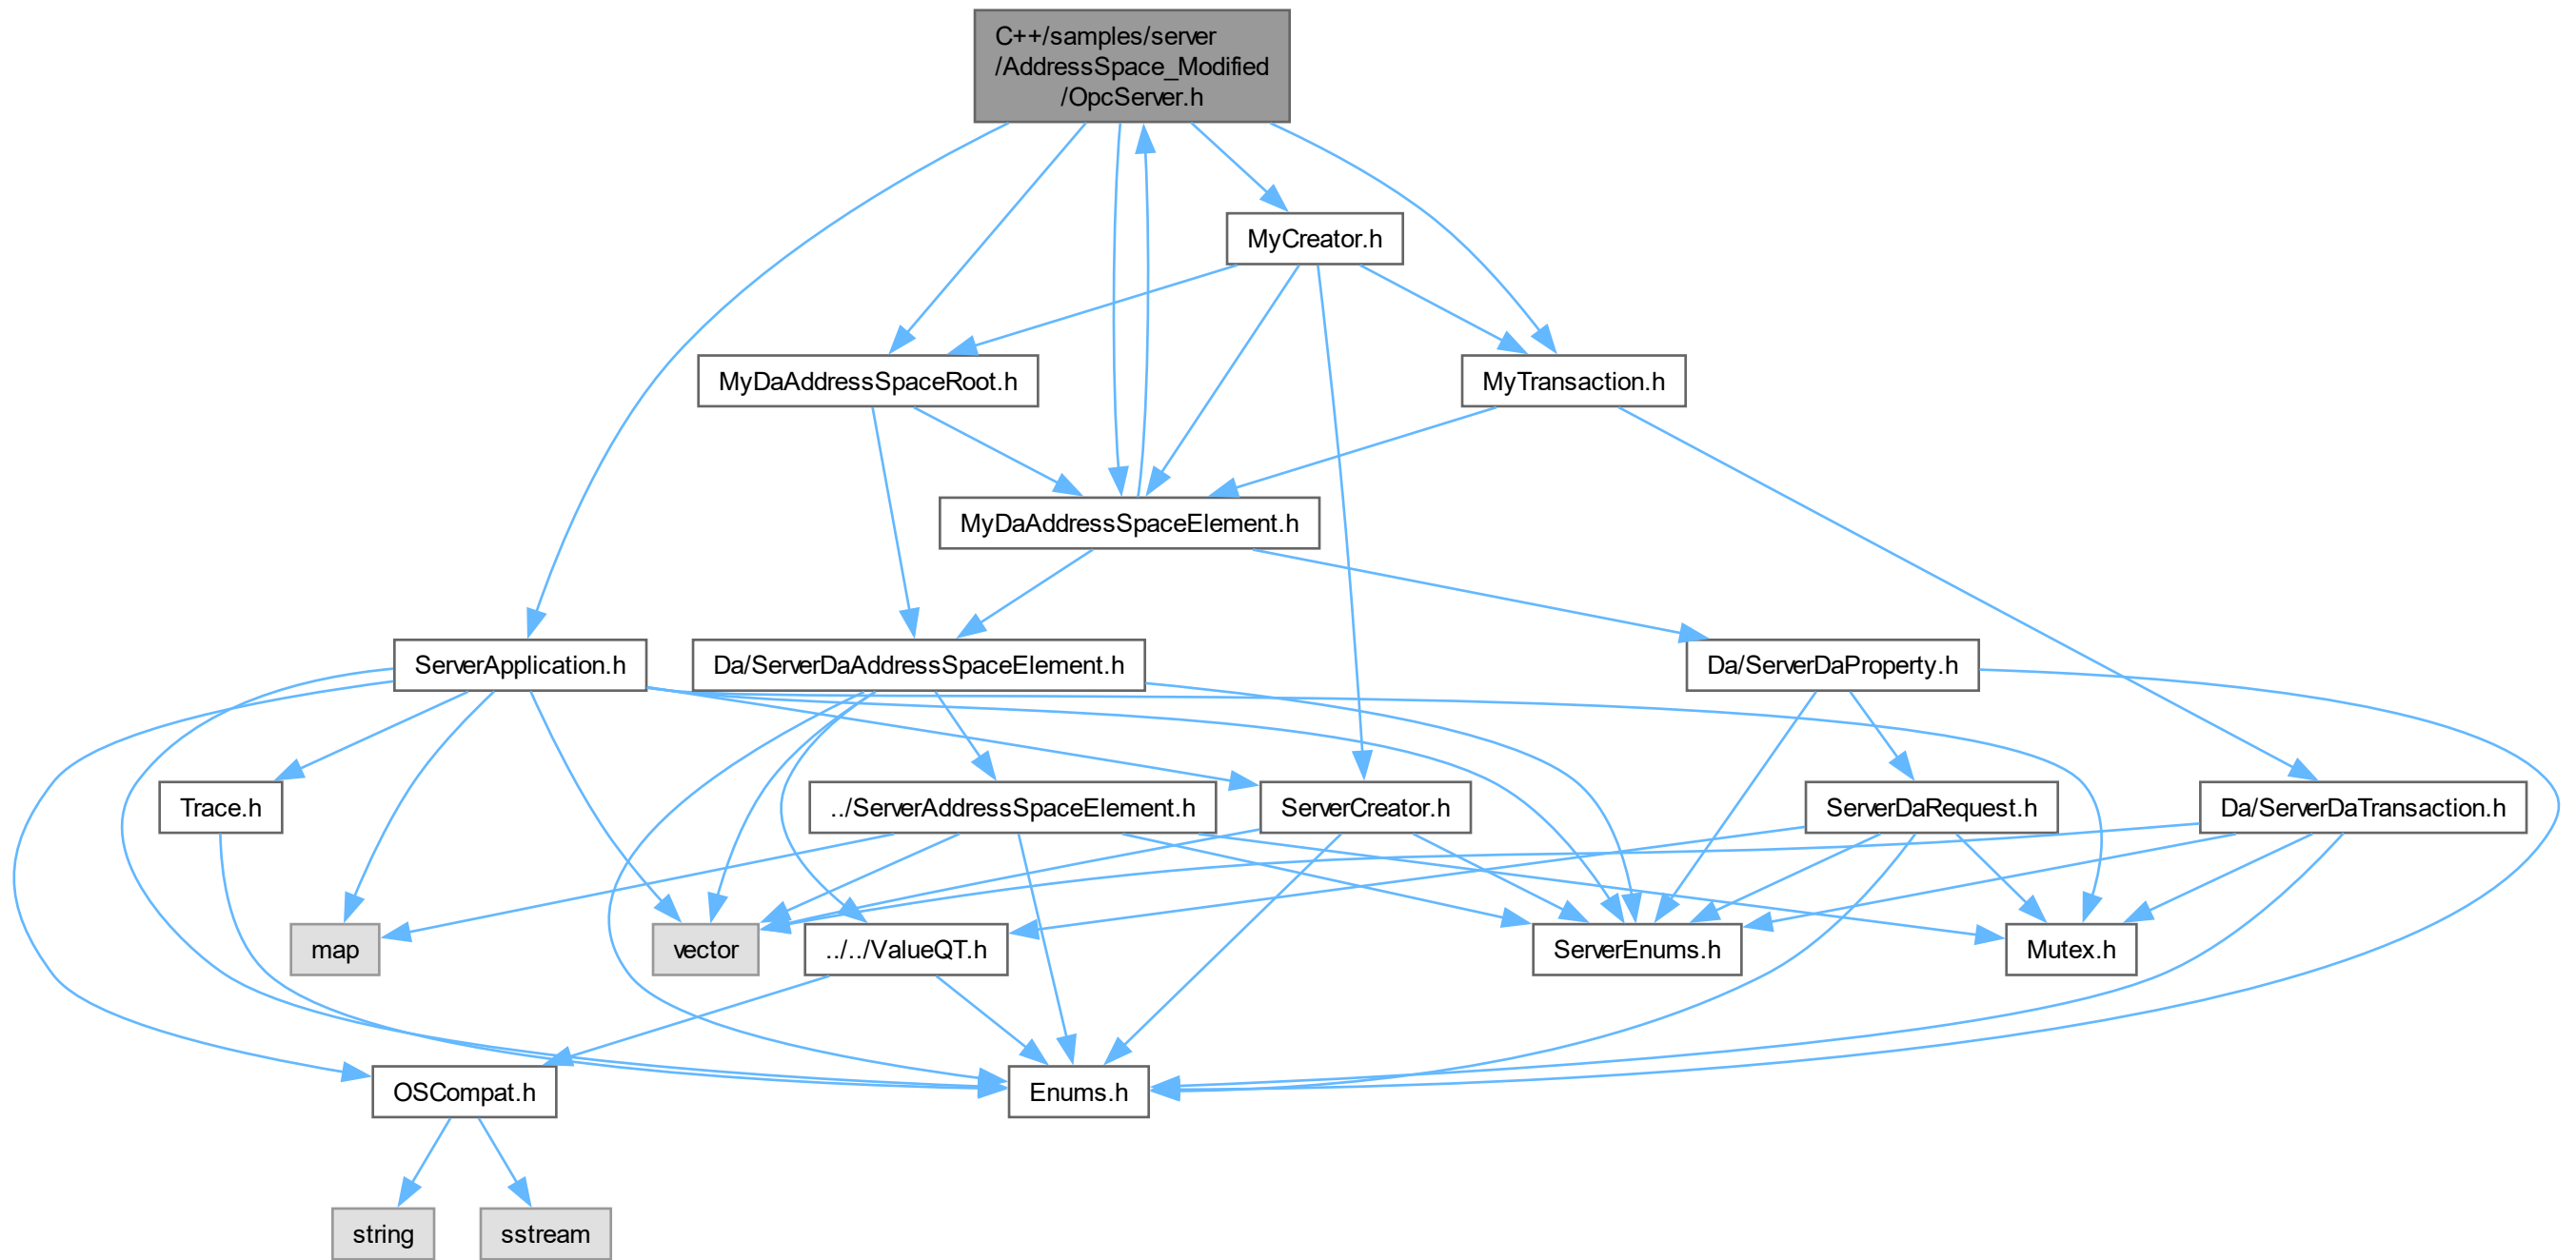 C++/samples/server
/AddressSpace_Modified
/OpcServer.h
MyCreator.h
MyDaAddressSpaceRoot.h
MyTransaction.h
MyDaAddressSpaceElement.h
ServerApplication.h
Da/ServerDaAddressSpaceElement.h
Da/ServerDaProperty.h
Trace.h
../ServerAddressSpaceElement.h
ServerCreator.h
ServerDaRequest.h
Da/ServerDaTransaction.h
map
vector
../../ValueQT.h
ServerEnums.h
Mutex.h
OSCompat.h
Enums.h
string
sstream